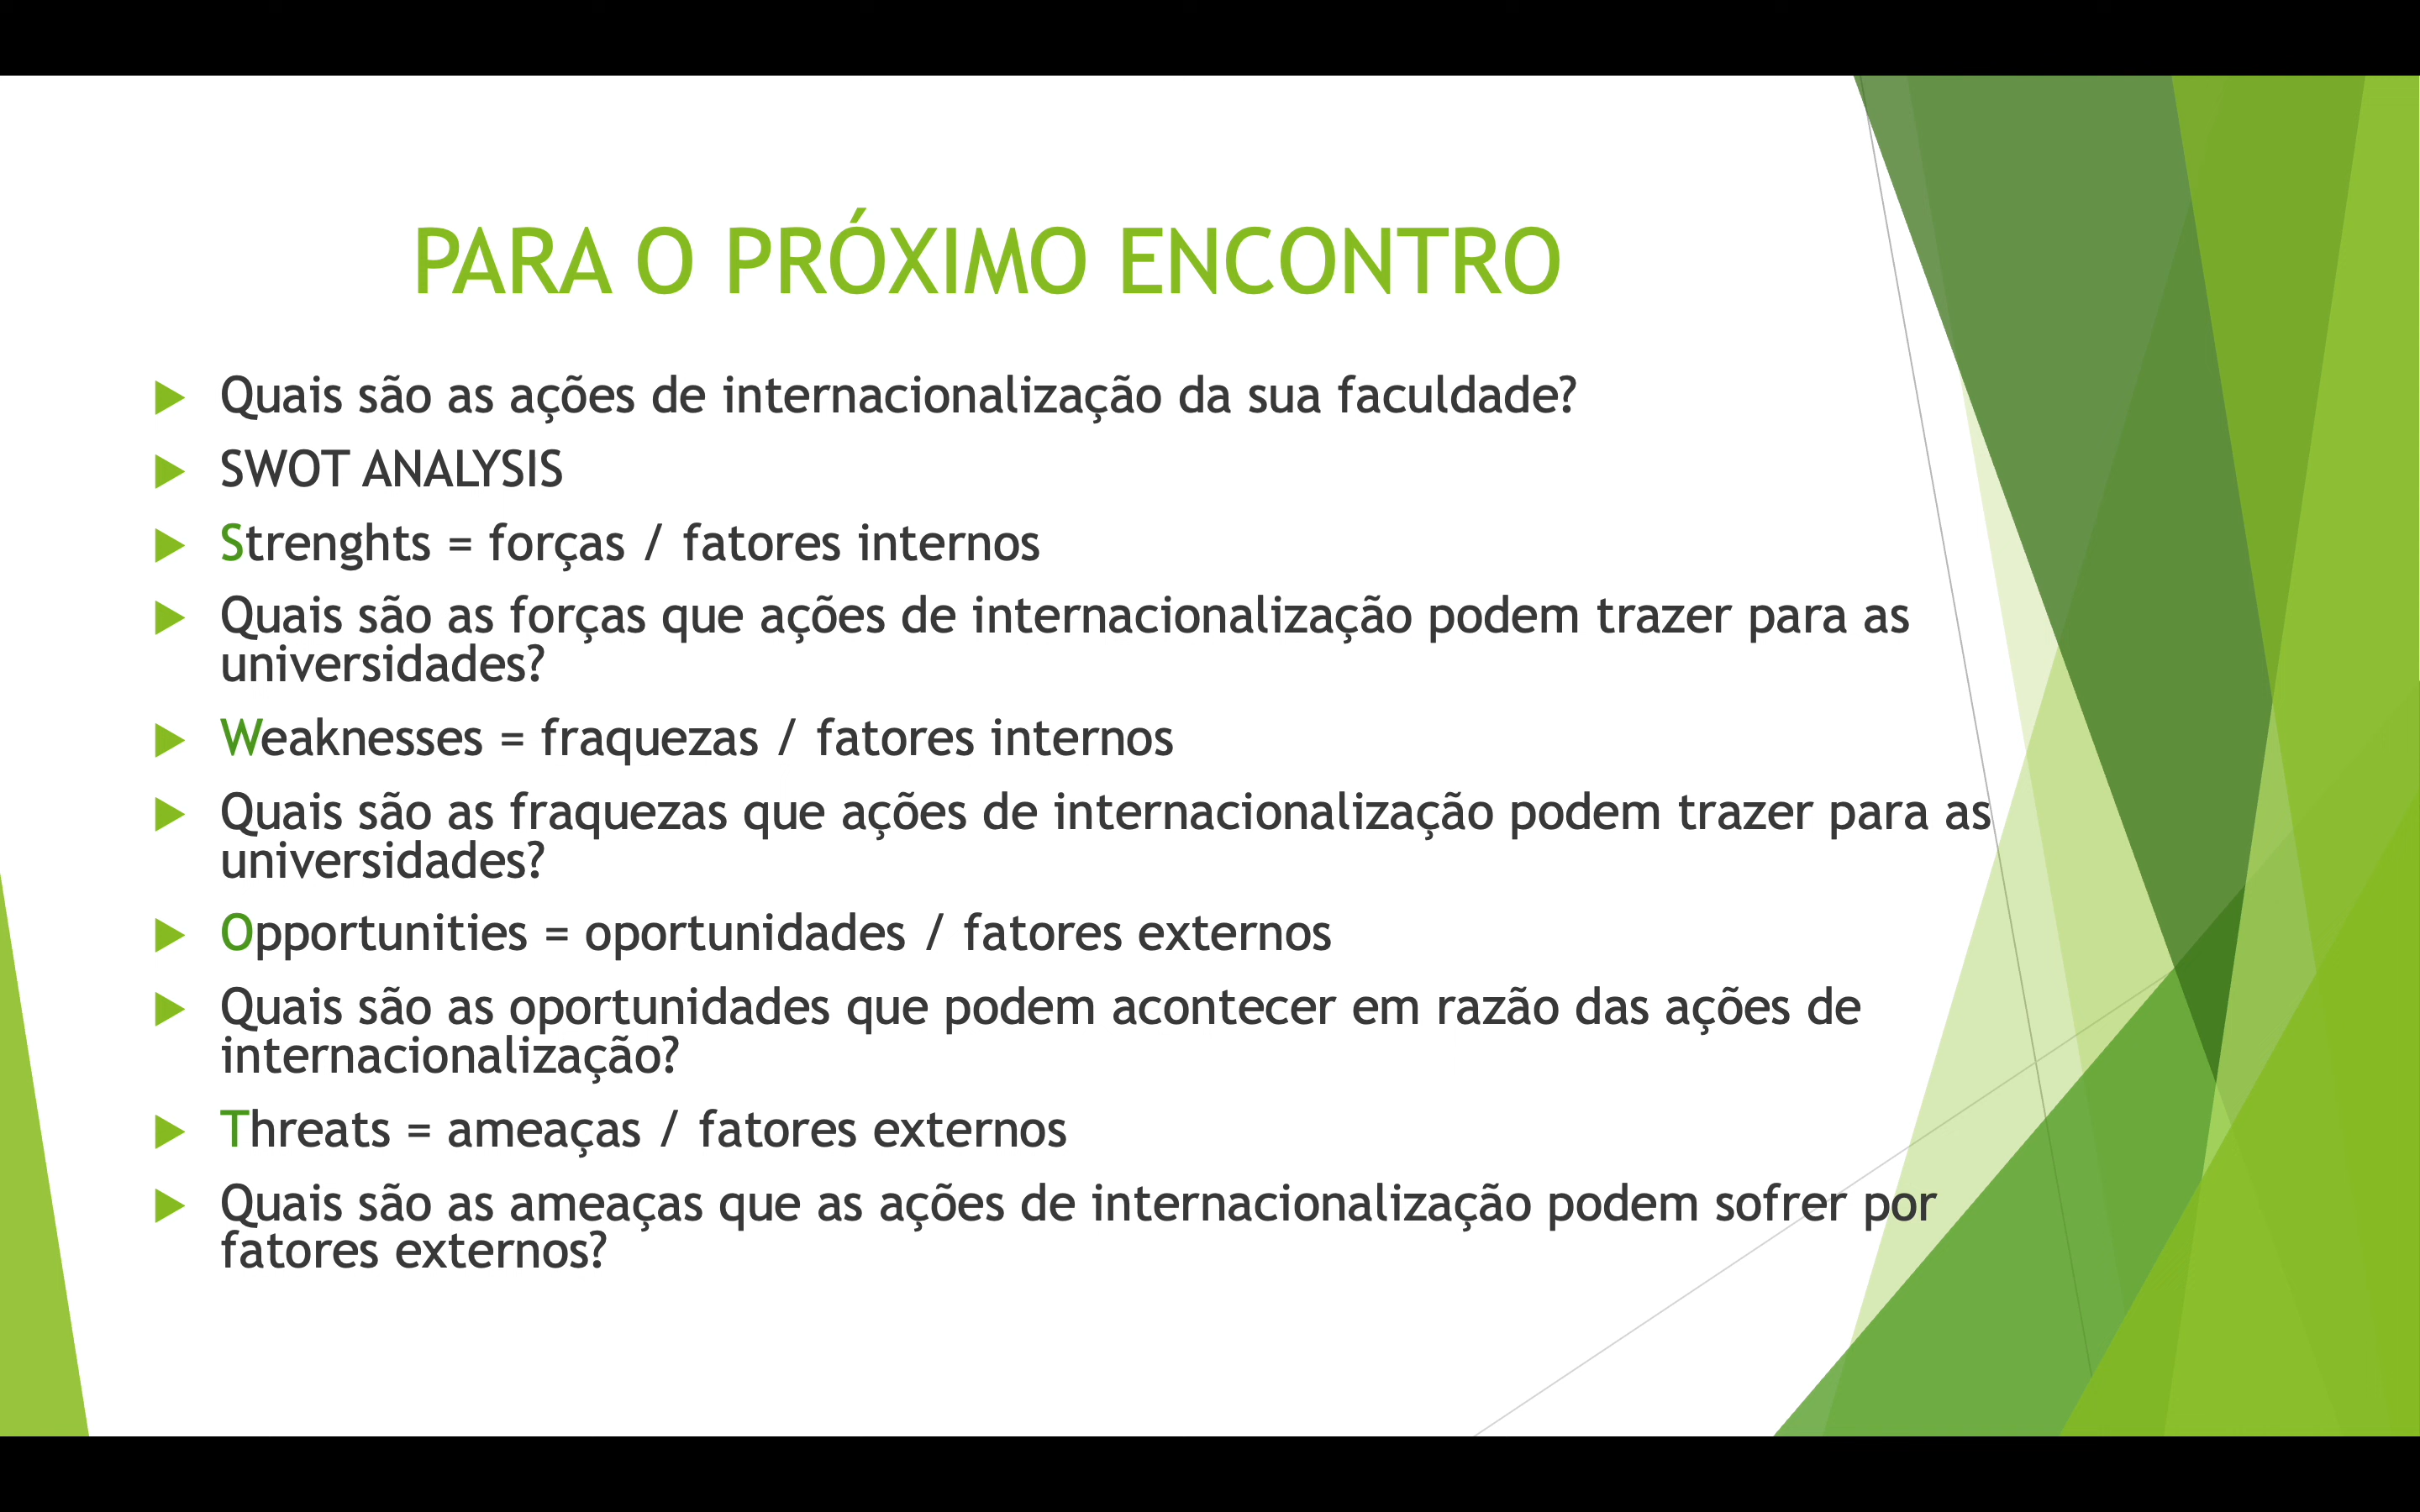 PARA O PRÓXIMO ENCONTRO
Quais são as ações de internacionalização da sua faculdade?
SWOT ANALYSIS
Strenghts = forças / fatores internos
Quais são as forças que ações de internacionalização podem trazer para as
universidades?
Weaknesses = fraquezas / fatores internos
Quais são as fraquezas que ações de internacionalização podem trazer para as
universidades?
Opportunities = oportunidades / fatores externos
Quais são as oportunidades que podem acontecer em razão das ações de
internacionalização?
Threats = ameaças / fatores externos
Quais são as ameaças que as ações de internacionalização podem sofrer por
fatores externos?